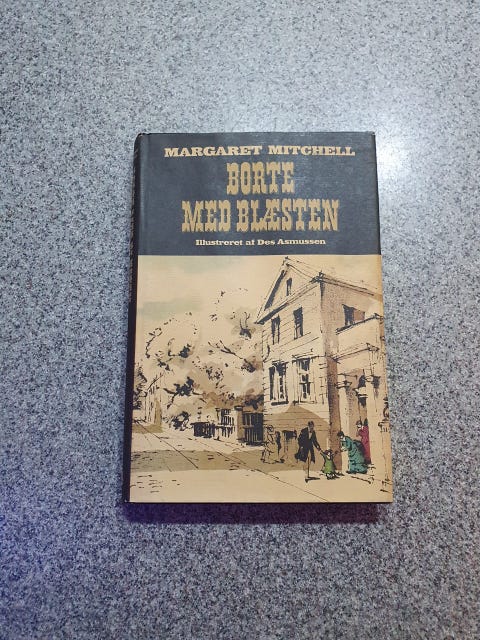 MARGARET MITCHELL
BORTE
MED BLÆSTEN
Illustreret af Des Asmussen